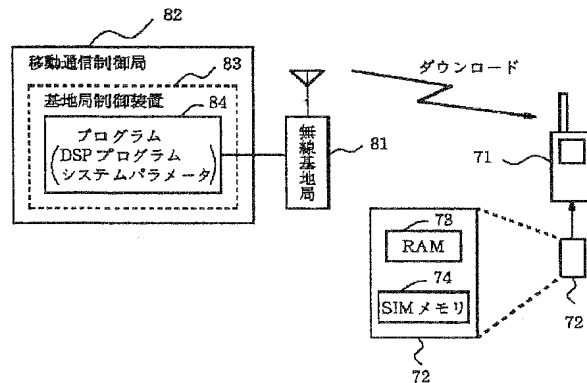 82
移動通信制御局
83
基地局制御装置
84
プログラム
(DSPプログラム
システムパラメータ)
無線基地局
81
ダウンロード
71
73
RAM
74
SIMメモリ
72
72